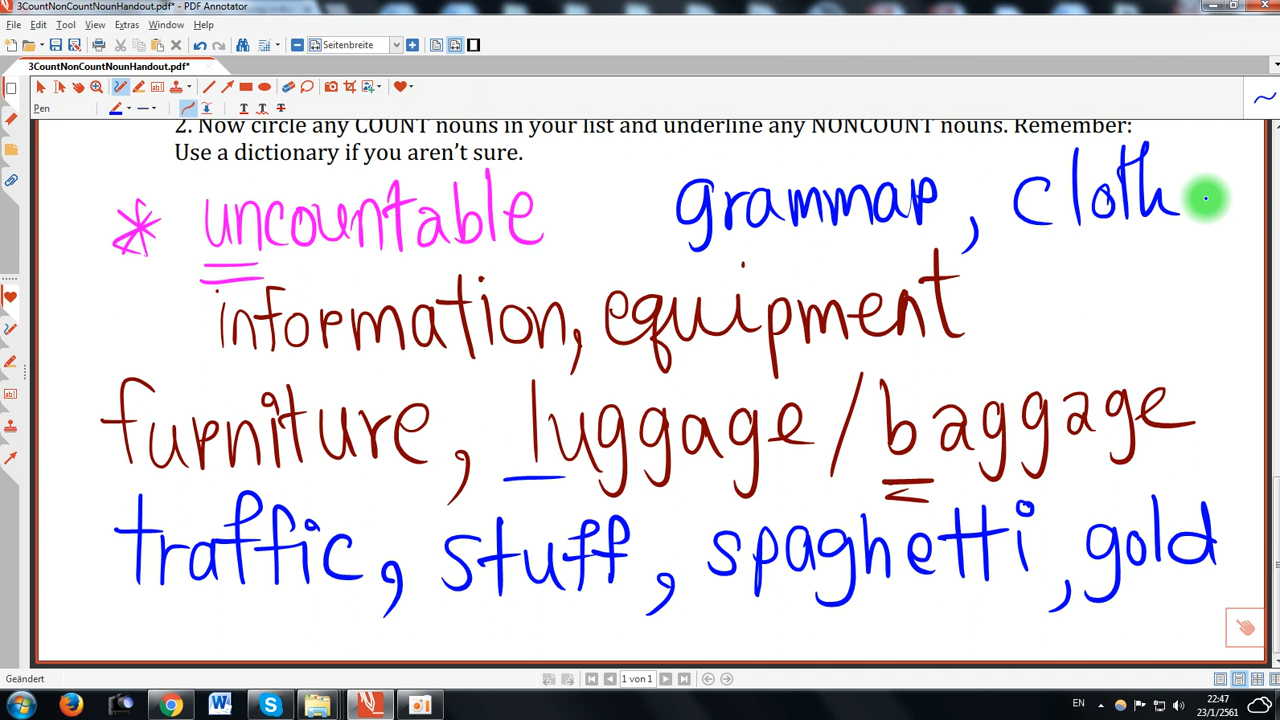 3CountNonCountNounHandout.pdf* - PDF Annotator
File Edit Tool View Extras Window Help
Seitenbreite
3CountNonCountNounHandout.pdf*
Pen
2. Now circle any COUNT nouns in your list and underline any NONCOUNT nouns. Remember:
Use a dictionary if you aren't sure.
* uncountable grammar, cloth
information, equipment
furniture, luggage/baggage
traffic, stuff, spaghetti, gold
Geändert
1 von 1
EN
22:47
23/1/2561